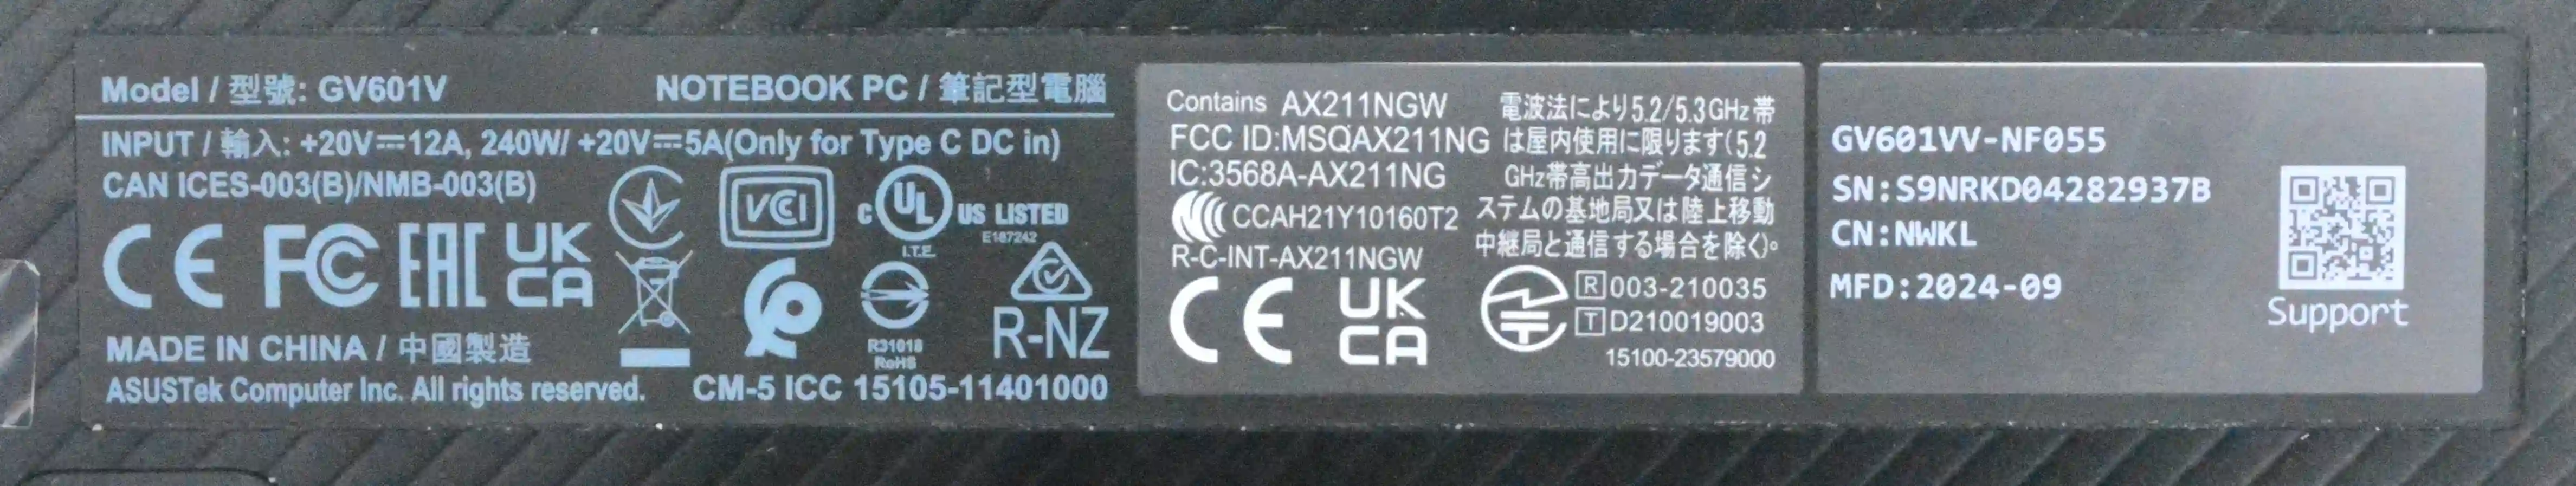 Model / 型號: GV601V
NOTEBOOK PC / 筆記型電腦
INPUT / 輸入: +20V⎓12A, 240W/ +20V⎓5A(Only for Type C DC in)
CAN ICES-003(B)/NMB-003(B)
VCI
C UL US LISTED
E187242
I.T.E.
CE FC EAC UK CA
R31018
RoHS
R-NZ
MADE IN CHINA / 中國製造
ASUSTek Computer Inc. All rights reserved.
CM-5 ICC 15105-11401000
Contains AX211NGW
FCC ID:MSQAX211NG
IC:3568A-AX211NG
CCAH21Y10160T2
R-C-INT-AX211NGW
CE UK CA
電波法により5.2/5.3GHz帯
は屋内使用に限ります(5.2
GHz帯高出力データ通信シ
ステムの基地局又は陸上移動
中継局と通信する場合を除く)。
R 003-210035
T D210019003
15100-23579000
GV601VV-NF055
SN:S9NRKD04282937B
CN:NWKL
MFD:2024-09
Support